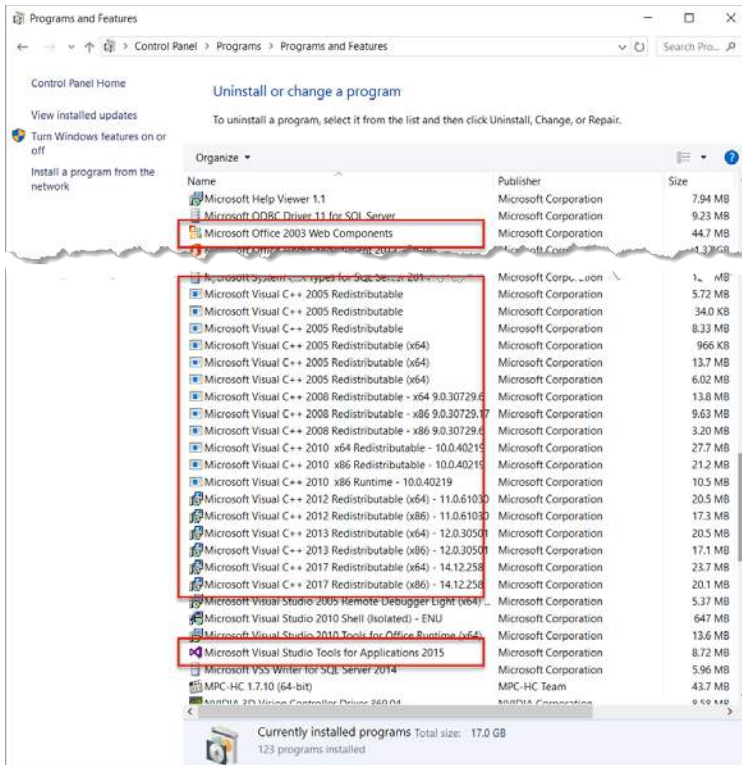 Programs and Features
Control Panel > Programs > Programs and Features
Search Pro...
Control Panel Home
View installed updates
Turn Windows features on or off
Install a program from the network
Uninstall or change a program
To uninstall a program, select it from the list and then click Uninstall, Change, or Repair.
Organize
Name Publisher Size
Microsoft Help Viewer 1.1 Microsoft Corporation 7.94 MB
Microsoft ODBC Driver 11 for SQL Server Microsoft Corporation 9.23 MB
Microsoft Office 2003 Web Components Microsoft Corporation 44.7 MB
Microsoft Visual C++ 2005 Redistributable Microsoft Corporation 5.72 MB
Microsoft Visual C++ 2005 Redistributable Microsoft Corporation 34.0 KB
Microsoft Visual C++ 2005 Redistributable Microsoft Corporation 8.33 MB
Microsoft Visual C++ 2005 Redistributable (x64) Microsoft Corporation 966 KB
Microsoft Visual C++ 2005 Redistributable (x64) Microsoft Corporation 13.7 MB
Microsoft Visual C++ 2005 Redistributable (x64) Microsoft Corporation 6.02 MB
Microsoft Visual C++ 2008 Redistributable - x64 9.0.30729.6 Microsoft Corporation 13.8 MB
Microsoft Visual C++ 2008 Redistributable - x86 9.0.30729.17 Microsoft Corporation 9.63 MB
Microsoft Visual C++ 2008 Redistributable - x86 9.0.30729.6 Microsoft Corporation 3.20 MB
Microsoft Visual C++ 2010 x64 Redistributable - 10.0.40219 Microsoft Corporation 27.7 MB
Microsoft Visual C++ 2010 x86 Redistributable - 10.0.40219 Microsoft Corporation 21.2 MB
Microsoft Visual C++ 2010 x86 Runtime - 10.0.40219 Microsoft Corporation 10.5 MB
Microsoft Visual C++ 2012 Redistributable (x64) - 11.0.61030 Microsoft Corporation 20.5 MB
Microsoft Visual C++ 2012 Redistributable (x86) - 11.0.61030 Microsoft Corporation 17.3 MB
Microsoft Visual C++ 2013 Redistributable (x64) - 12.0.30501 Microsoft Corporation 20.5 MB
Microsoft Visual C++ 2013 Redistributable (x86) - 12.0.30501 Microsoft Corporation 17.1 MB
Microsoft Visual C++ 2017 Redistributable (x64) - 14.12.258 Microsoft Corporation 23.7 MB
Microsoft Visual C++ 2017 Redistributable (x86) - 14.12.258 Microsoft Corporation 20.1 MB
Microsoft Visual Studio 2005 Remote Debugger Light (x64) ... Microsoft Corporation 5.37 MB
Microsoft Visual Studio 2010 Shell (Isolated) - ENU Microsoft Corporation 647 MB
Microsoft Visual Studio 2010 Tools for Office Runtime (x64) Microsoft Corporation 13.6 MB
Microsoft Visual Studio Tools for Applications 2015 Microsoft Corporation 8.72 MB
Microsoft VSS Writer for SQL Server 2014 Microsoft Corporation 5.96 MB
MPC-HC 1.7.10 (64-bit) MPC-HC Team 43.7 MB
NVIDIA 3D Vision Controller Driver 369.04 NVIDIA Corporation
Currently installed programs Total size: 17.0 GB
123 programs installed